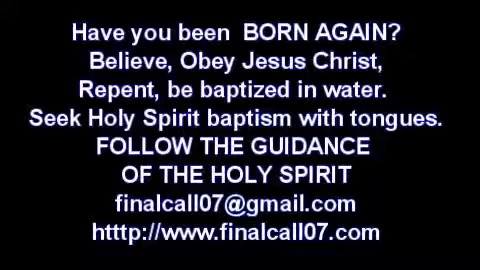 Have you been  BORN AGAIN?
Believe, Obey Jesus Christ,
Repent, be baptized in water.
Seek Holy Spirit baptism with tongues.
FOLLOW THE GUIDANCE
OF THE HOLY SPIRIT
finalcall07@gmail.com
htttp://www.finalcall07.com